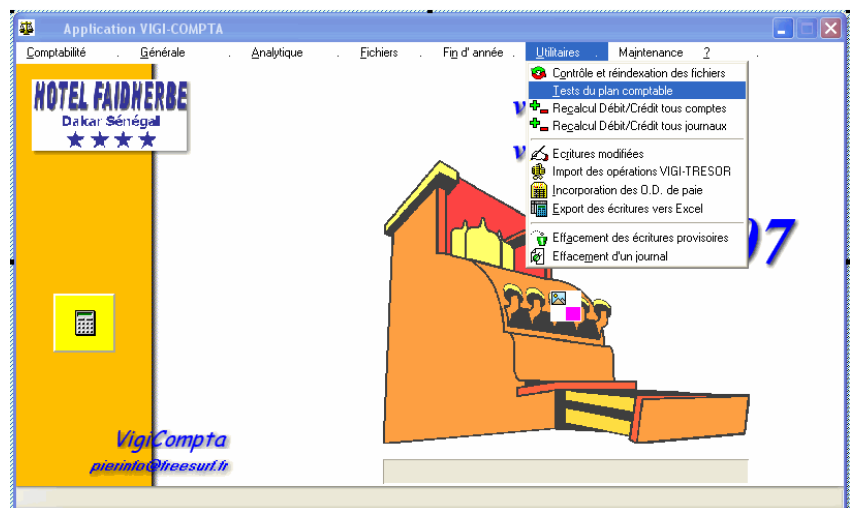 Application VIGI-COMPTA
Comptabilité . Générale . Analytique . Fichiers . Fin d' année . Utilitaires . Maintenance ? .
HOTEL FAIDHERBE
Dakar Sénégal
Contrôle et réindexation des fichiers
Tests du plan comptable
Recalcul Débit/Crédit tous comptes
Recalcul Débit/Crédit tous journaux
Ecritures modifiées
Import des opérations VIGI-TRESOR
Incorporation des O.D. de paie
Export des écritures vers Excel
Effacement des écritures provisoires
Effacement d'un journal
v
v
97
VigiCompta
pierinfo@freesurf.fr